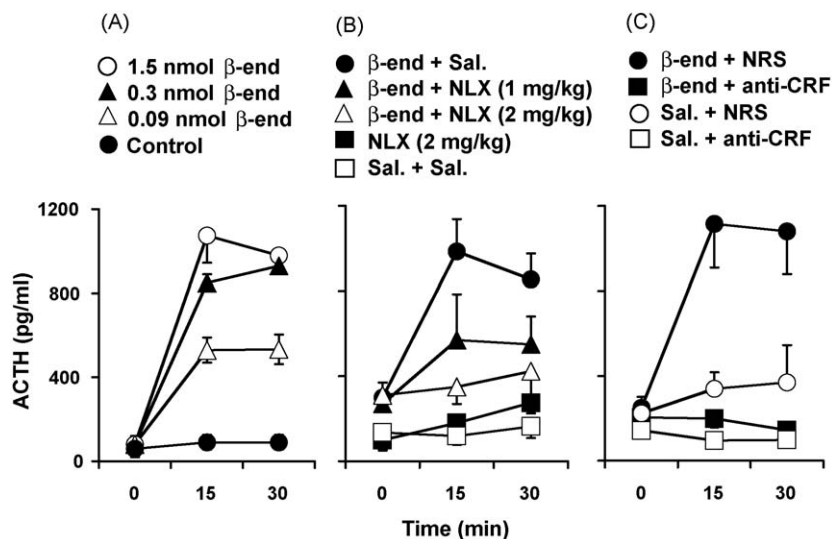 (A)
1.5 nmol β-end
0.3 nmol β-end
0.09 nmol β-end
Control
(B)
β-end + Sal.
β-end + NLX (1 mg/kg)
β-end + NLX (2 mg/kg)
NLX (2 mg/kg)
Sal. + Sal.
(C)
β-end + NRS
β-end + anti-CRF
Sal. + NRS
Sal. + anti-CRF
ACTH (pg/ml)
1200
800
400
0
0 15 30
0 15 30
0 15 30
Time (min)